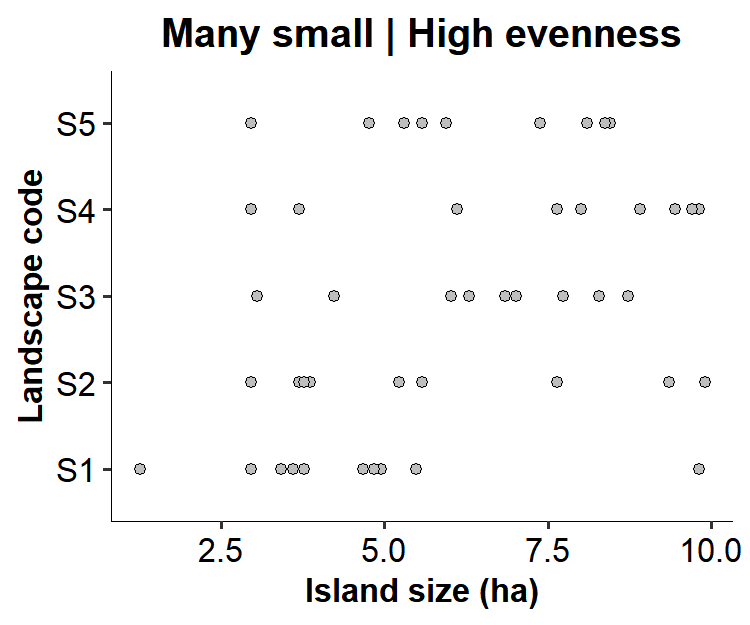 Many small | High evenness
Landscape code
S5
S4
S3
S2
S1
2.5 5.0 7.5 10.0
Island size (ha)